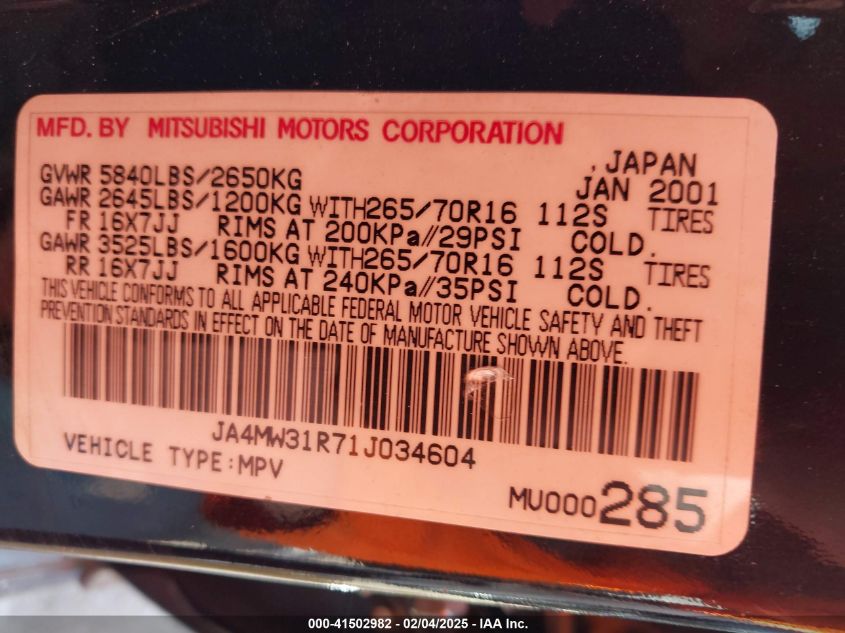 MFD. BY MITSUBISHI MOTORS CORPORATION
, JAPAN
GVWR 5840LBS/2650KG JAN 2001
GAWR 2645LBS/1200KG WITH265/70R16 112S TIRES
FR 16X7JJ RIMS AT 200KPa//29PSI COLD.
GAWR 3525LBS/1600KG WITH265/70R16 112S TIRES
RR 16X7JJ RIMS AT 240KPa//35PSI COLD.
THIS VEHICLE CONFORMS TO ALL APPLICABLE FEDERAL MOTOR VEHICLE SAFETY AND THEFT
PREVENTION STANDARDS IN EFFECT ON THE DATE OF MANUFACTURE SHOWN ABOVE.
JA4MW31R71J034604
VEHICLE TYPE:MPV
MU000285
000-41502982 - 02/04/2025 - IAA Inc.